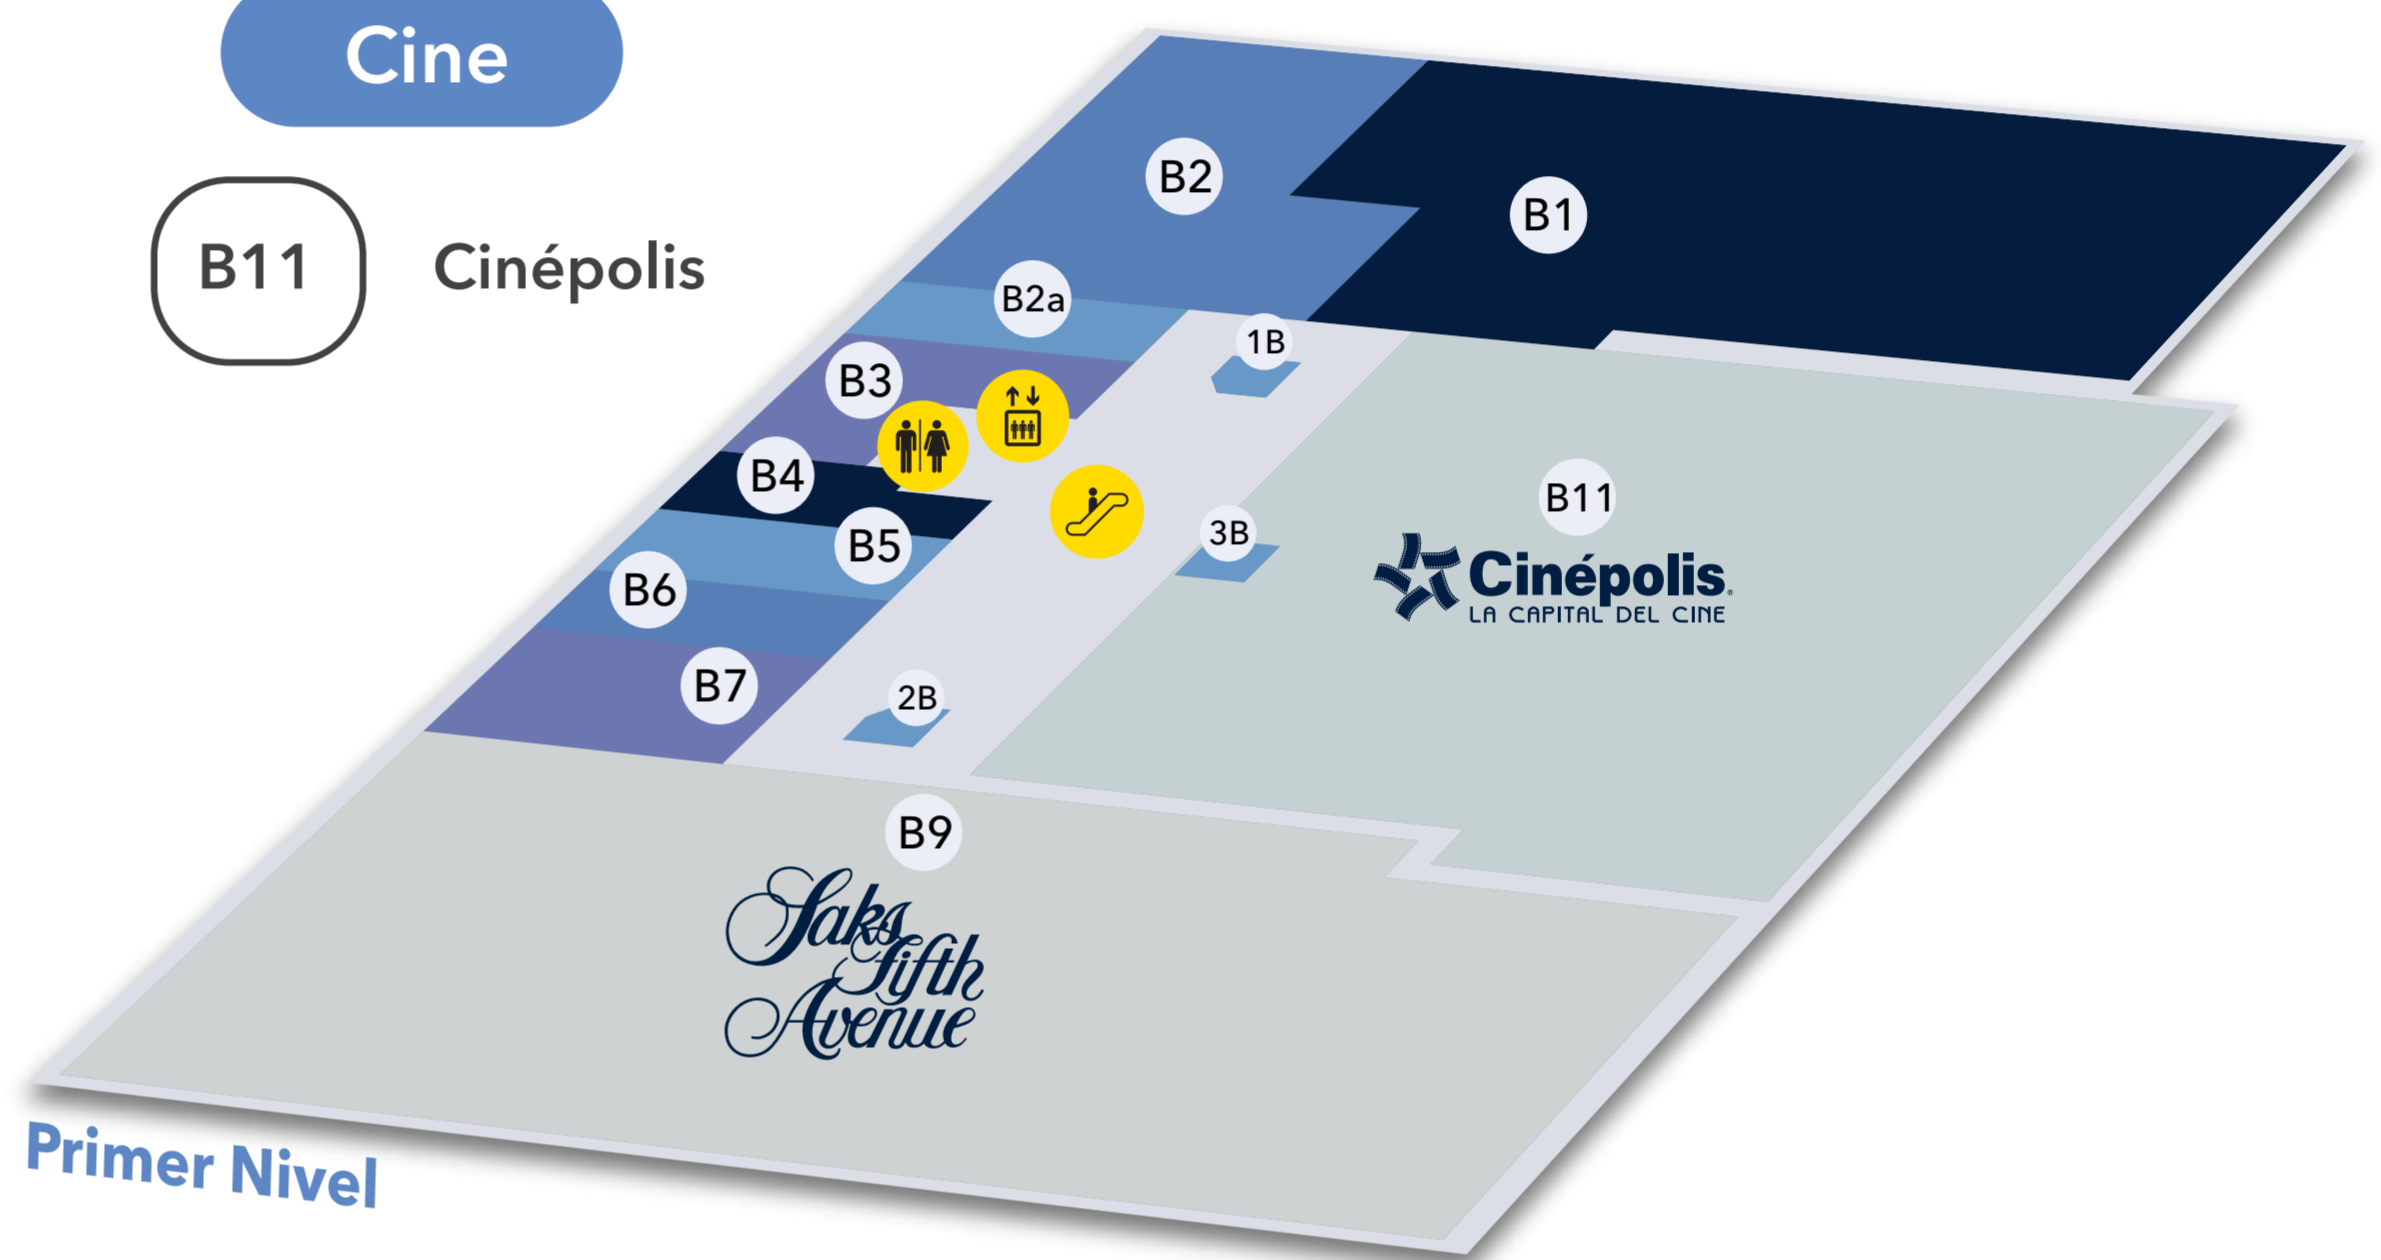 Cine
B11 Cinépolis
B2
B1
B2a
1B
B3
B4
B5
3B
B11
Cinépolis
LA CAPITAL DEL CINE
B6
B7
2B
B9
Saks
Fifth
Avenue
Primer Nivel